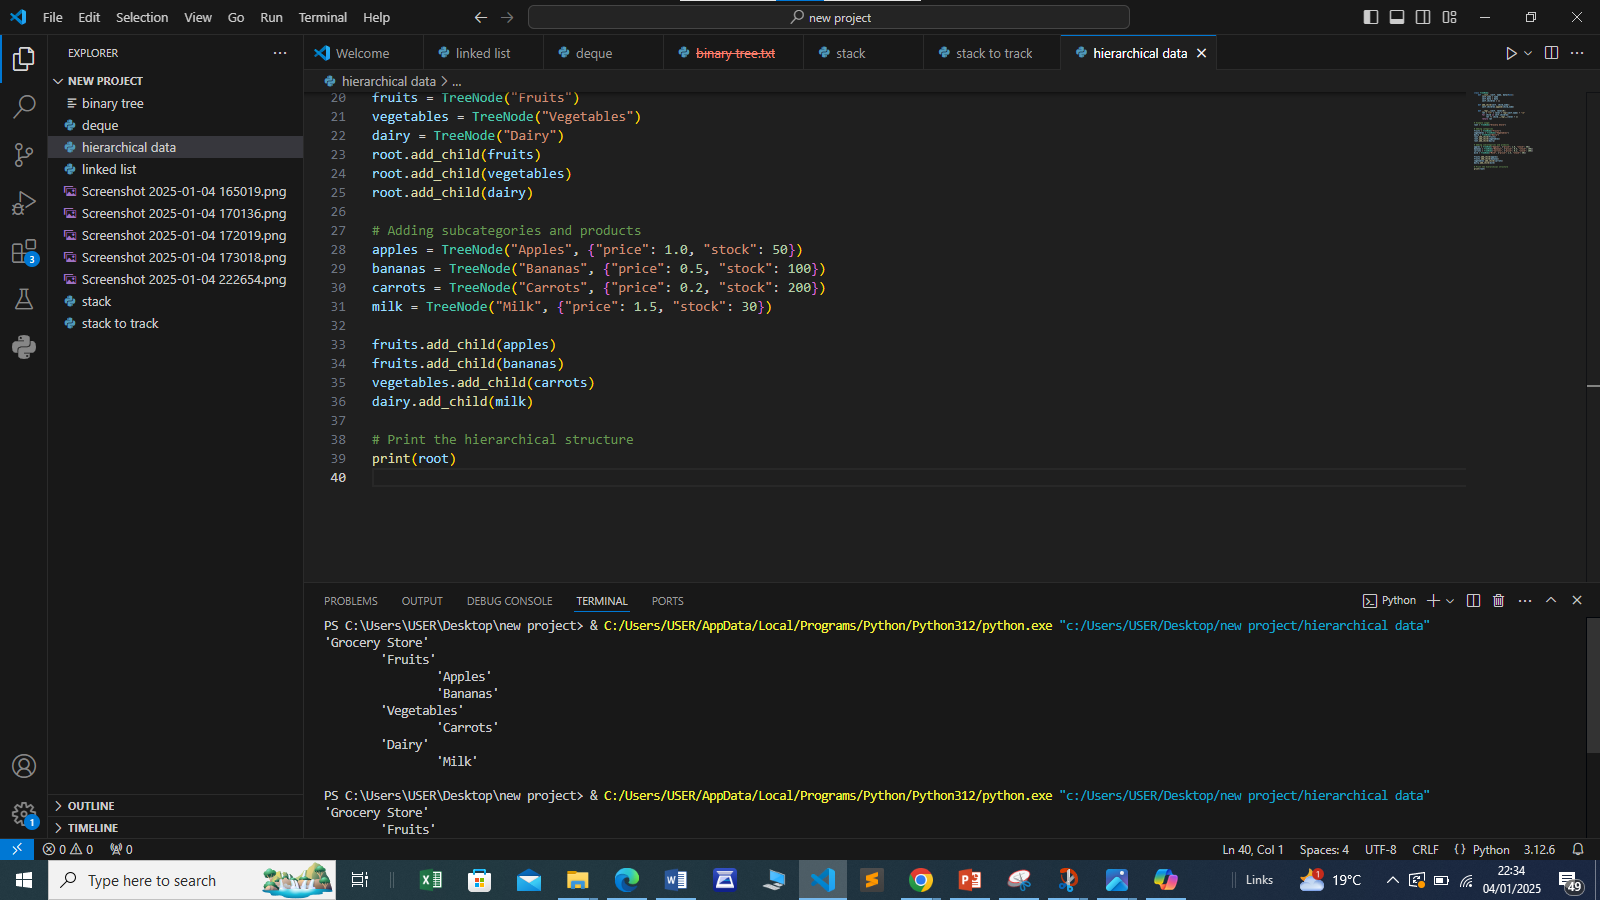 File Edit Selection View Go Run Terminal Help
new project
EXPLORER
NEW PROJECT
binary tree
deque
hierarchical data
linked list
Screenshot 2025-01-04 165019.png
Screenshot 2025-01-04 170136.png
Screenshot 2025-01-04 172019.png
Screenshot 2025-01-04 173018.png
Screenshot 2025-01-04 222654.png
stack
stack to track
3
OUTLINE
TIMELINE
1
Welcome linked list deque binary tree.txt stack stack to track hierarchical data
hierarchical data > ...
20 fruits = TreeNode("Fruits")
21 vegetables = TreeNode("Vegetables")
22 dairy = TreeNode("Dairy")
23 root.add_child(fruits)
24 root.add_child(vegetables)
25 root.add_child(dairy)
26
27 # Adding subcategories and products
28 apples = TreeNode("Apples", {"price": 1.0, "stock": 50})
29 bananas = TreeNode("Bananas", {"price": 0.5, "stock": 100})
30 carrots = TreeNode("Carrots", {"price": 0.2, "stock": 200})
31 milk = TreeNode("Milk", {"price": 1.5, "stock": 30})
32
33 fruits.add_child(apples)
34 fruits.add_child(bananas)
35 vegetables.add_child(carrots)
36 dairy.add_child(milk)
37
38 # Print the hierarchical structure
39 print(root)
40
PROBLEMS OUTPUT DEBUG CONSOLE TERMINAL PORTS
Python
PS C:\Users\USER\Desktop\new project> & C:/Users/USER/AppData/Local/Programs/Python/Python312/python.exe "c:/Users/USER/Desktop/new project/hierarchical data"
'Grocery Store'
'Fruits'
'Apples'
'Bananas'
'Vegetables'
'Carrots'
'Dairy'
'Milk'
PS C:\Users\USER\Desktop\new project> & C:/Users/USER/AppData/Local/Programs/Python/Python312/python.exe "c:/Users/USER/Desktop/new project/hierarchical data"
'Grocery Store'
'Fruits'
0 0 0
Ln 40, Col 1 Spaces: 4 UTF-8 CRLF {} Python 3.12.6
Type here to search
Links
1
19°C
22:34
04/01/2025
49